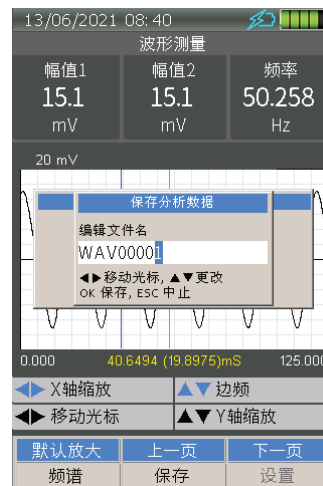 13/06/2021 08:40
波形测量
幅值1 幅值2 频率
15.1 15.1 50.258
mV mV Hz
20 mV
保存分析数据
编辑文件名
WAV00001
◀▶移动光标,▲▼更改
OK 保存, ESC 中止
0.000 40.6494 (19.8975)mS 125.000
◀▶ X轴缩放 ▲▼ 边频
◀▶ 移动光标 ▲▼ Y轴缩放
默认放大 上一页 下一页
频谱 保存 设置